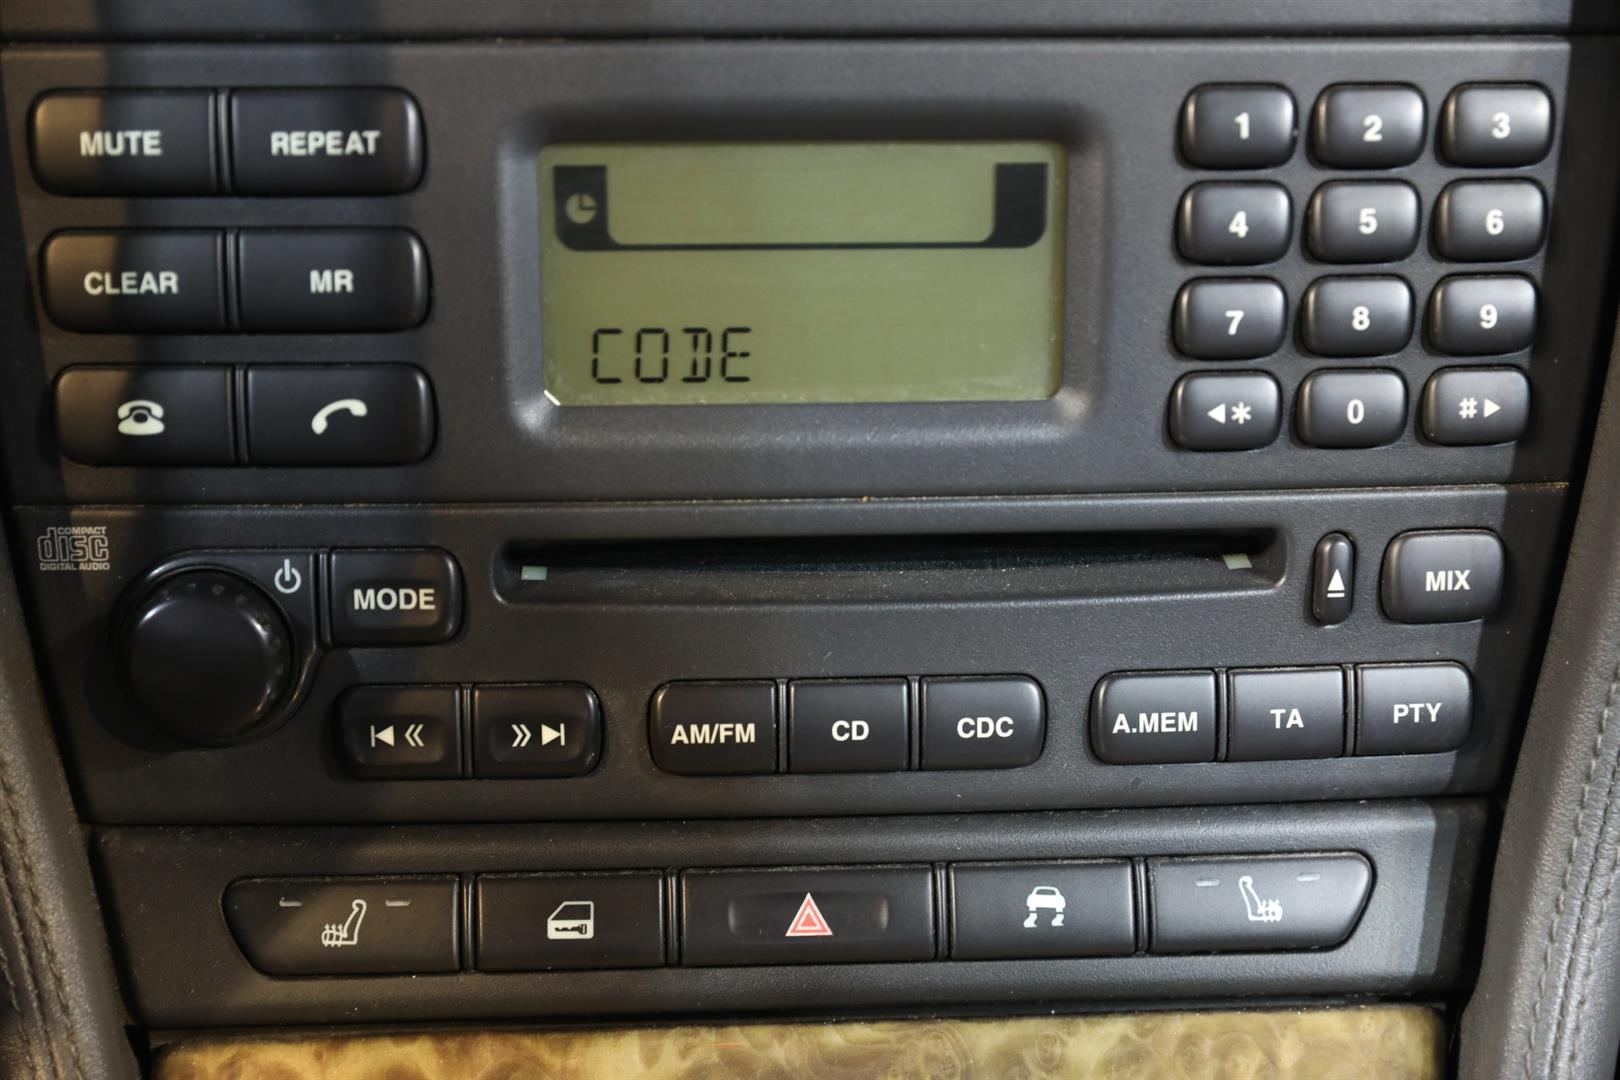 MUTE REPEAT
CLEAR MR
CODE
1 2 3
4 5 6
7 8 9
* 0 #
COMPACT
disc
DIGITAL AUDIO
MODE
MIX
AM/FM CD CDC
A.MEM TA PTY